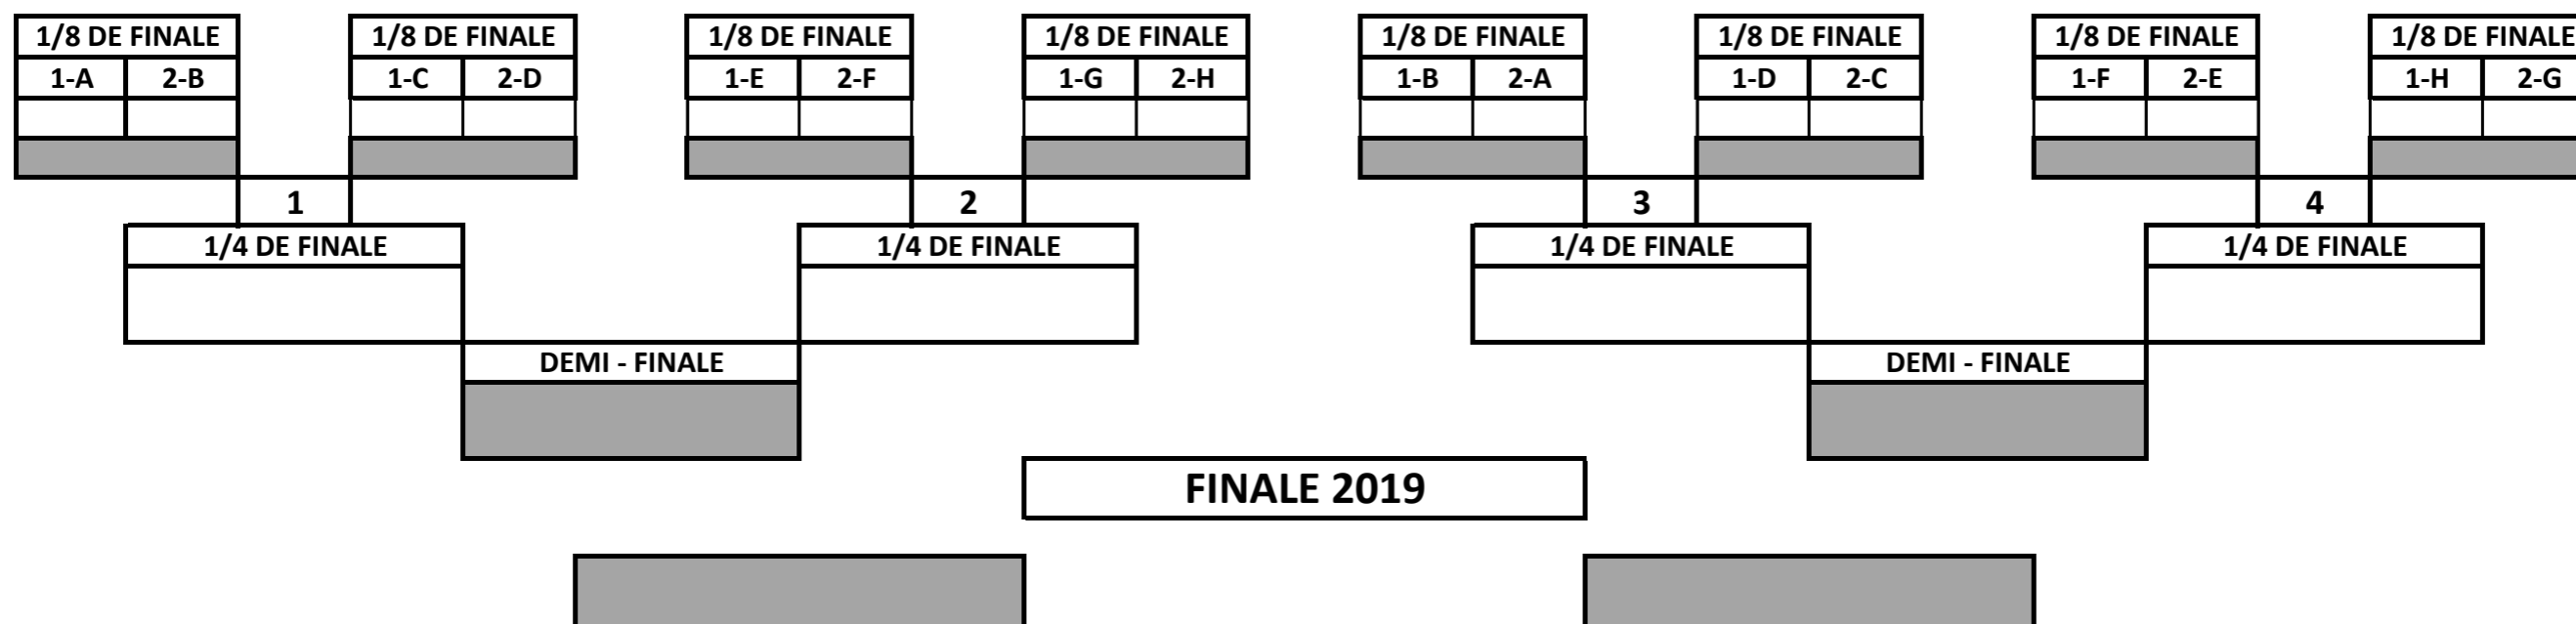 1/8 DE FINALE 1/8 DE FINALE 1/8 DE FINALE 1/8 DE FINALE 1/8 DE FINALE 1/8 DE FINALE 1/8 DE FINALE 1/8 DE FINALE
1-A 2-B 1-C 2-D 1-E 2-F 1-G 2-H 1-B 2-A 1-D 2-C 1-F 2-E 1-H 2-G
1 2 3 4
1/4 DE FINALE 1/4 DE FINALE 1/4 DE FINALE 1/4 DE FINALE
DEMI - FINALE DEMI - FINALE
FINALE 2019